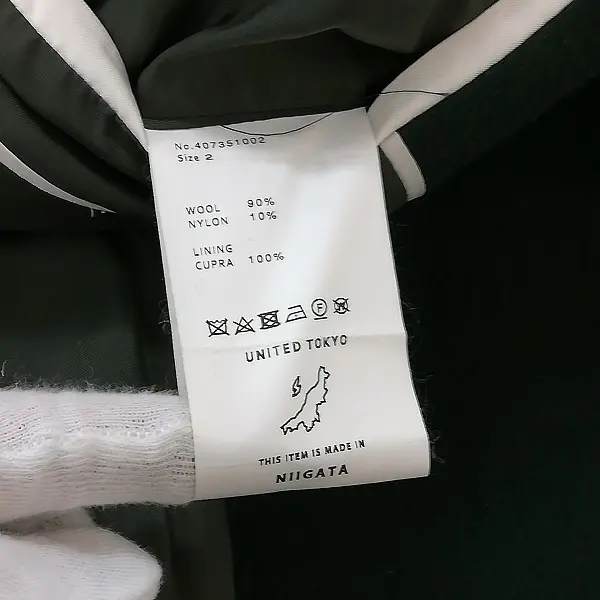 No.407351002
Size 2
WOOL 90%
NYLON 10%
LINING
CUPRA 100%
F W
UNITED TOKYO
THIS ITEM IS MADE IN
NIIGATA